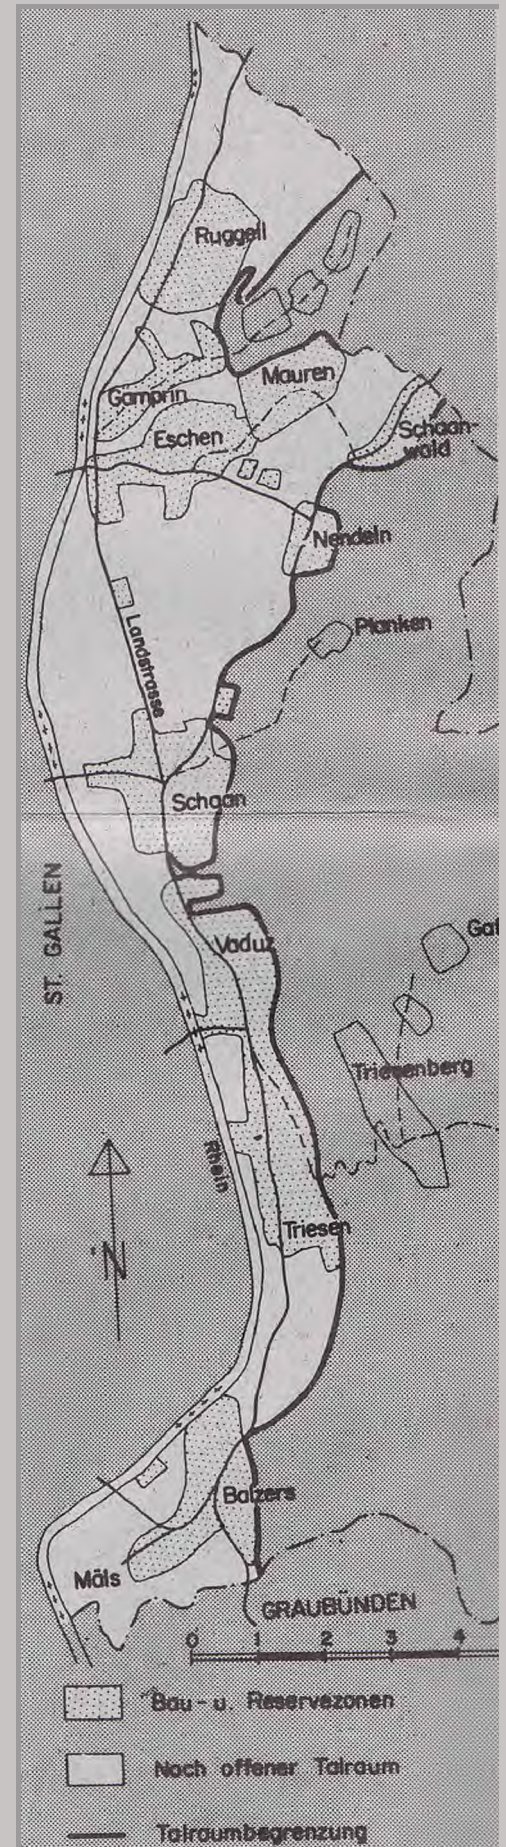 Ruggell
Mauren
Gamprin
Schaan-
wald
Eschen
Nendeln
Planken
Landstrasse
Schaan
ST. GALLEN
Vaduz
Triesenberg
Rhein
N
Triesen
Balzers
Mäls
GRAUBÜNDEN
0 1 2 3 4
Bau- u. Reservezonen
Noch offener Talraum
Talraumbegrenzung